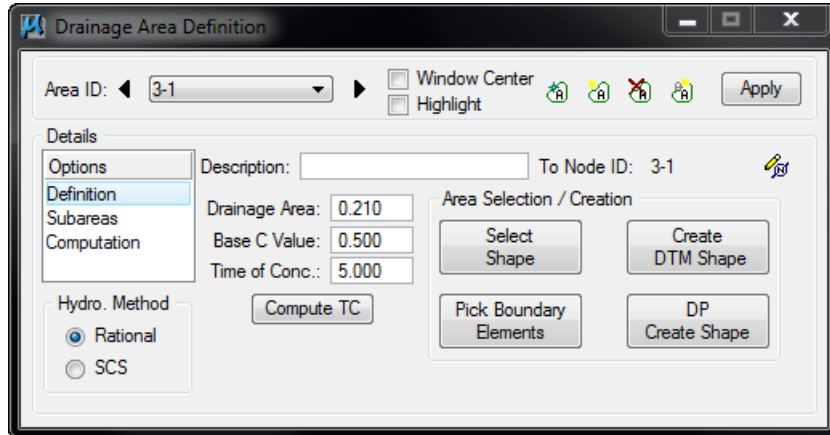 Drainage Area Definition
Area ID: 3-1
Window Center
Highlight
Apply
Details
Options
Definition
Subareas
Computation
Description:
To Node ID: 3-1
Drainage Area: 0.210
Base C Value: 0.500
Time of Conc.: 5.000
Compute TC
Area Selection / Creation
Select
Shape
Create
DTM Shape
Pick Boundary
Elements
DP
Create Shape
Hydro. Method
Rational
SCS